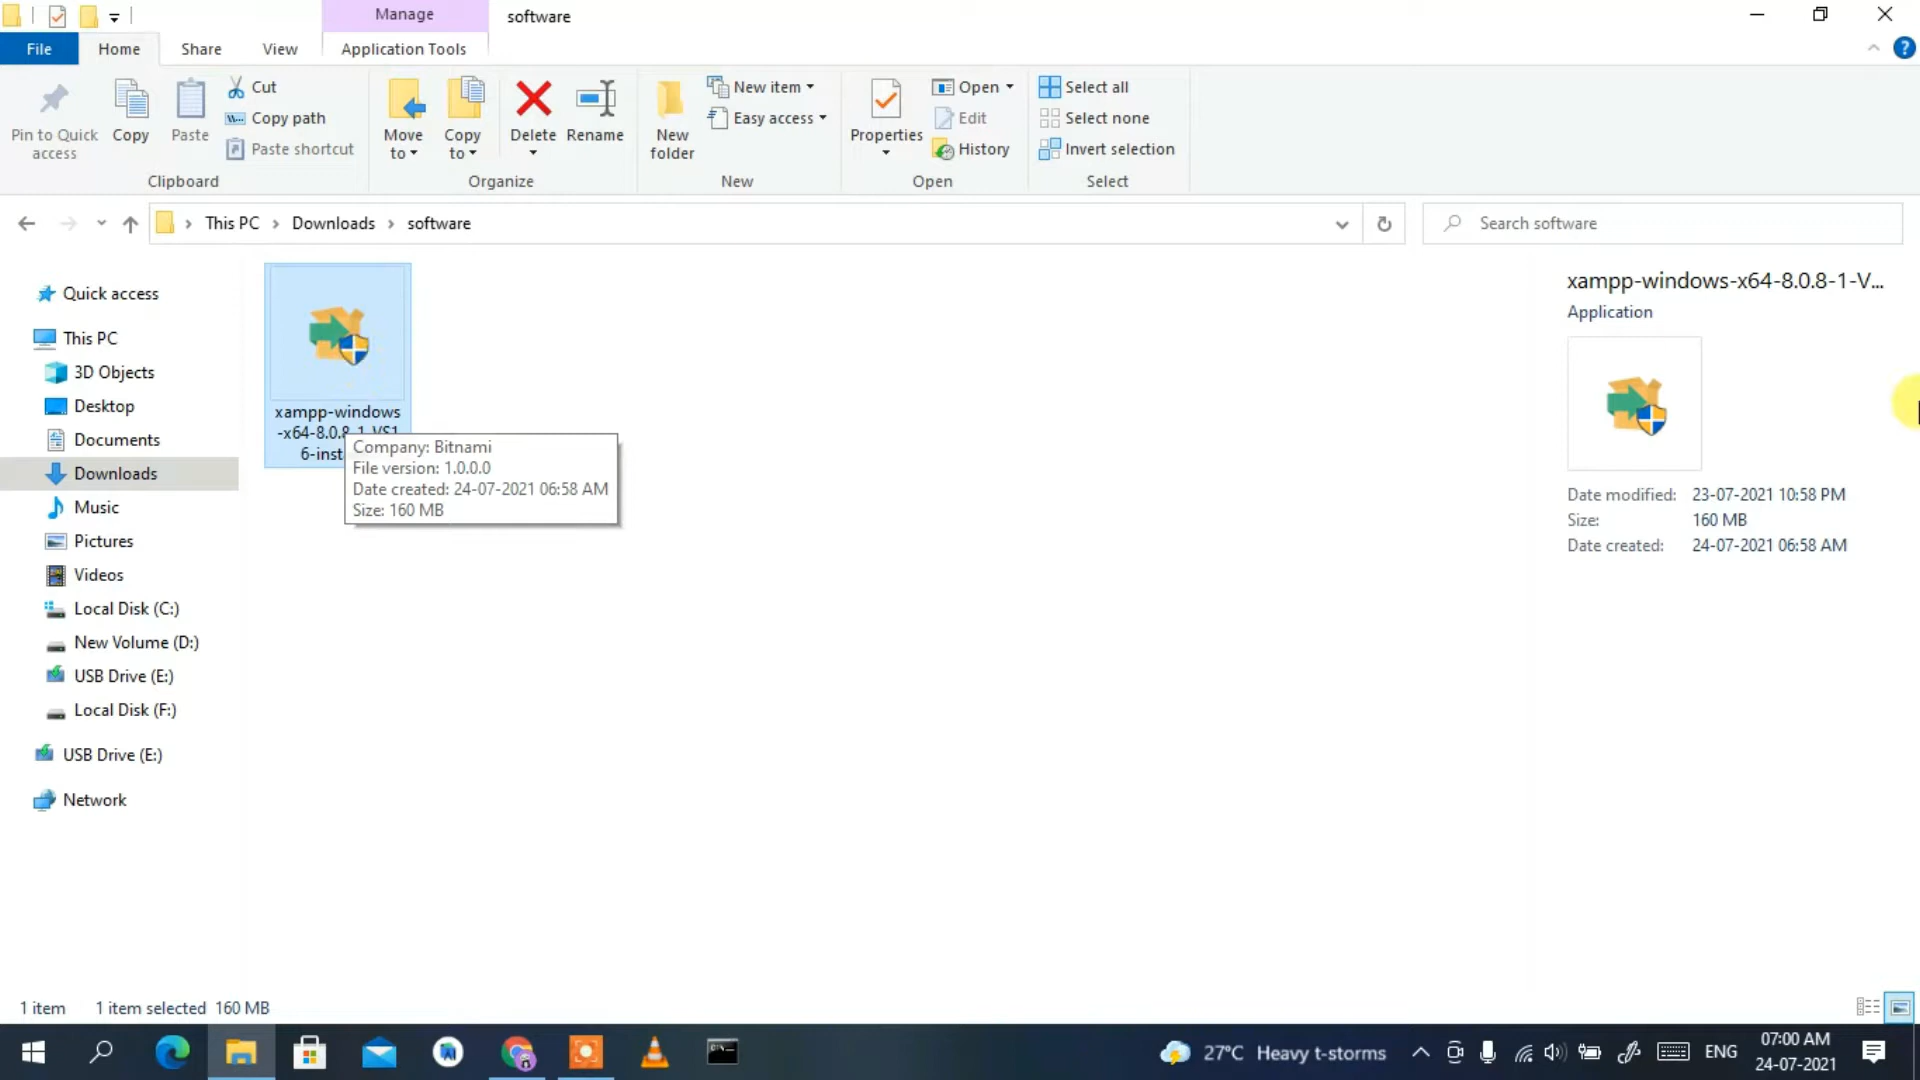 Manage
software
File
Home
Share
View
Application Tools
Pin to Quick
access
Copy
Paste
Cut
Copy path
Paste shortcut
Clipboard
Move
to
Copy
to
Delete
Rename
Organize
New
folder
New item
Easy access
New
Properties
Open
Edit
History
Open
Select all
Select none
Invert selection
Select
This PC
Downloads
software
Search software
Quick access
This PC
3D Objects
Desktop
Documents
Downloads
Music
Pictures
Videos
Local Disk (C:)
New Volume (D:)
USB Drive (E:)
Local Disk (F:)
USB Drive (E:)
Network
xampp-windows
-x64-8.0.8-1-VS1
6-inst
Company: Bitnami
File version: 1.0.0.0
Date created: 24-07-2021 06:58 AM
Size: 160 MB
xampp-windows-x64-8.0.8-1-V...
Application
Date modified: 23-07-2021 10:58 PM
Size: 160 MB
Date created: 24-07-2021 06:58 AM
1 item
1 item selected 160 MB
27°C Heavy t-storms
ENG
07:00 AM
24-07-2021